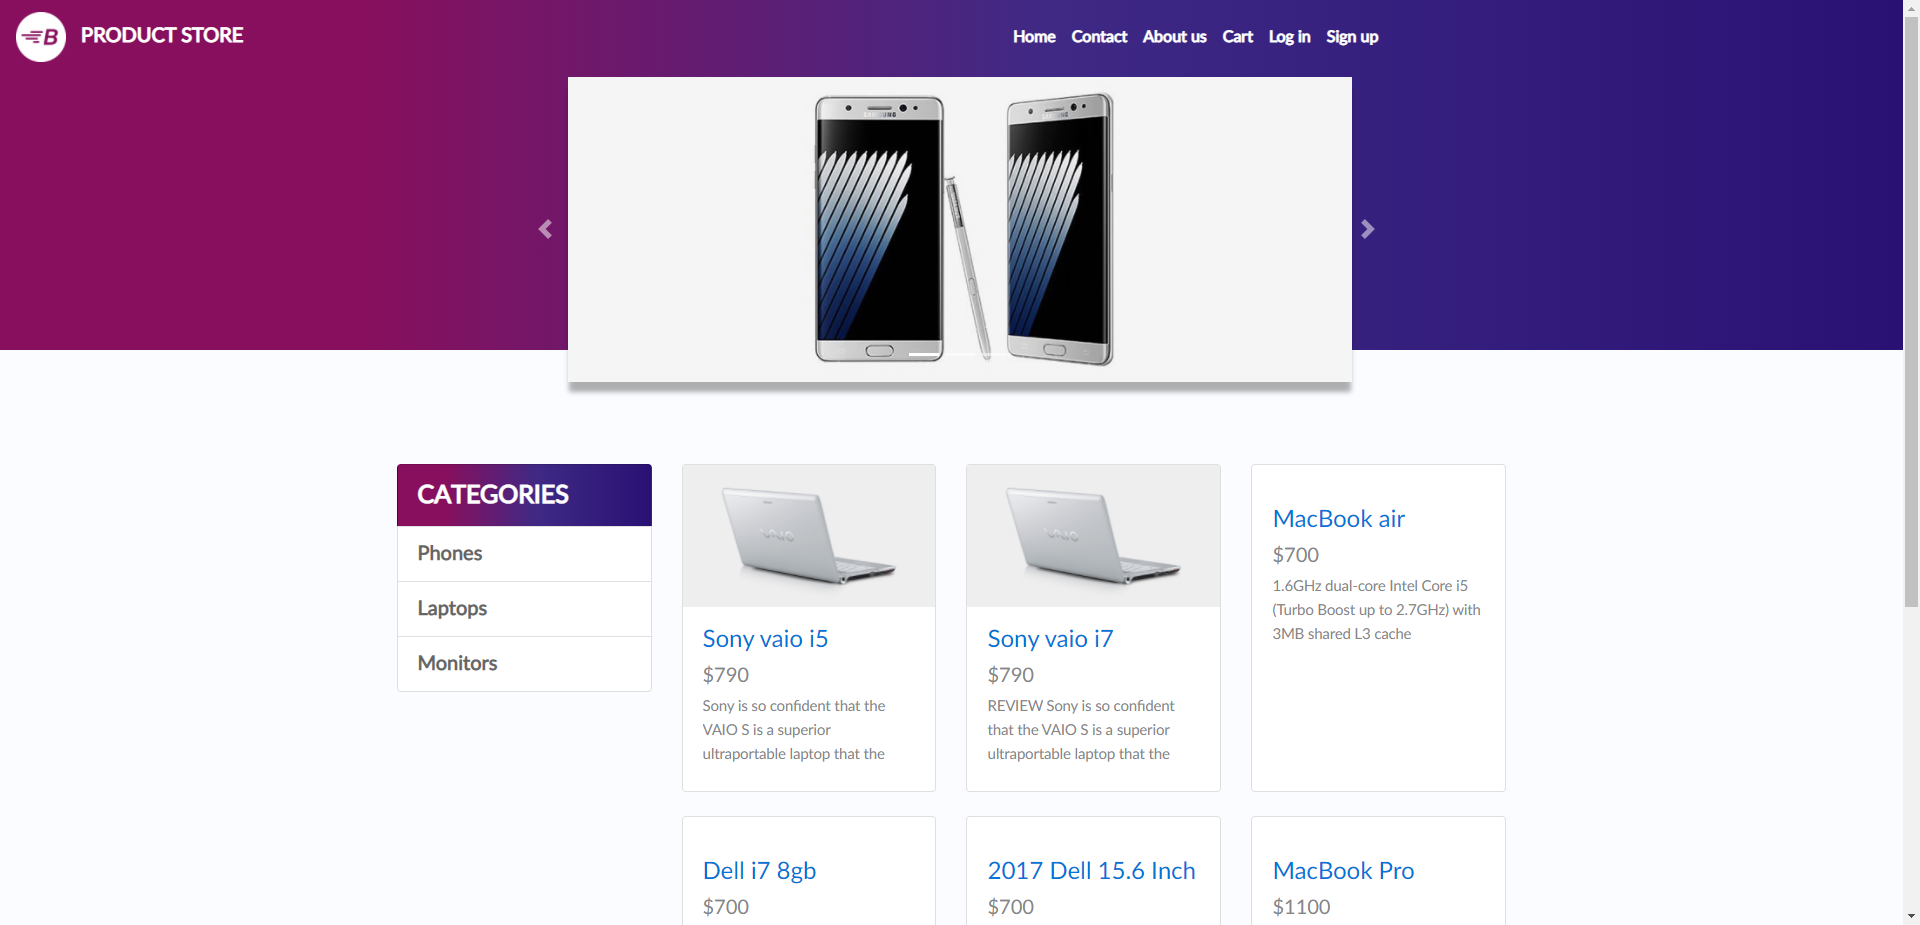 B
PRODUCT STORE
Home Contact About us Cart Log in Sign up
SAMSUNG
CATEGORIES
Phones
Laptops
Monitors
VAIO
Sony vaio i5
$790
Sony is so confident that the
VAIO S is a superior
ultraportable laptop that the
VAIO
Sony vaio i7
$790
REVIEW Sony is so confident
that the VAIO S is a superior
ultraportable laptop that the
MacBook air
$700
1.6GHz dual-core Intel Core i5
(Turbo Boost up to 2.7GHz) with
3MB shared L3 cache
Dell i7 8gb
$700
2017 Dell 15.6 Inch
$700
MacBook Pro
$1100